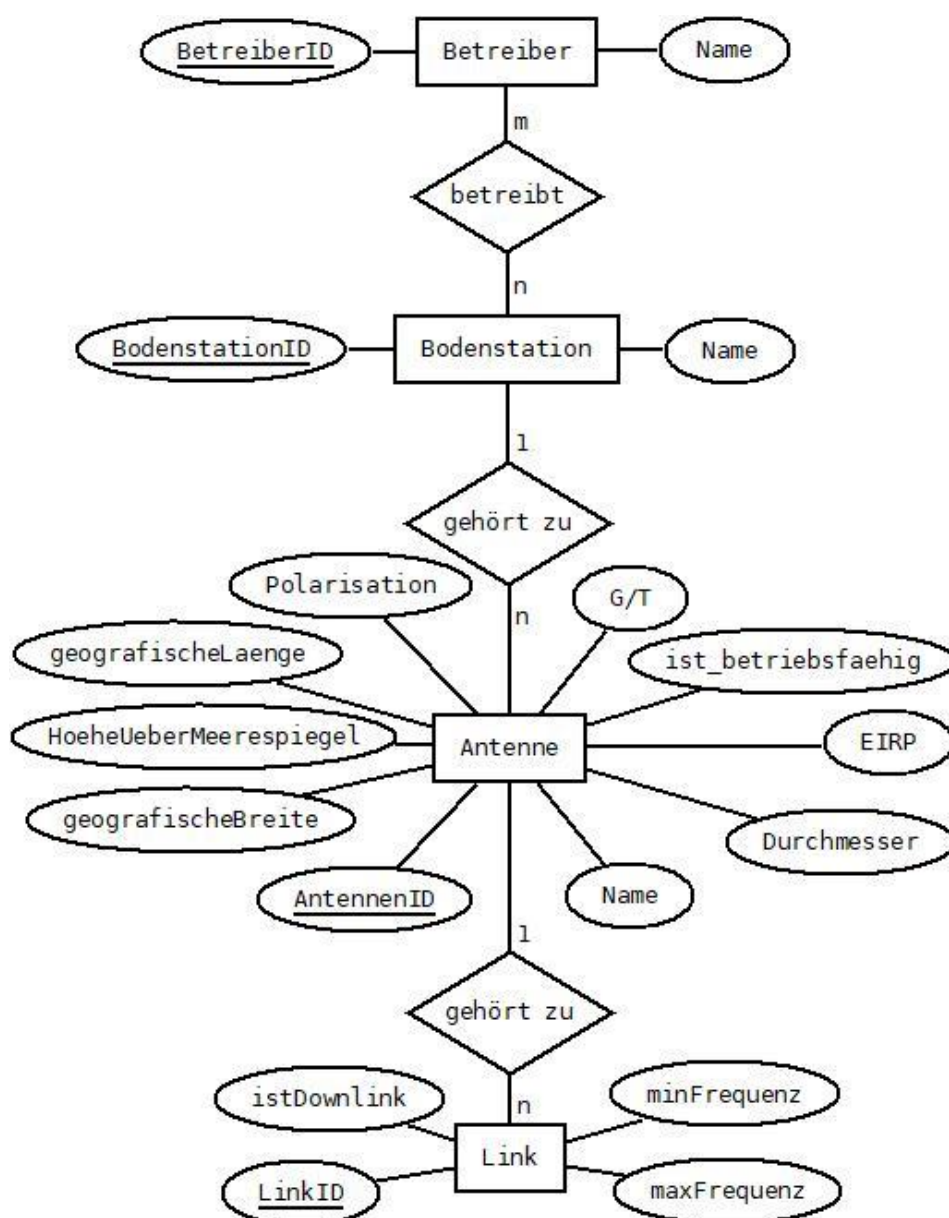 BetreiberID
Betreiber
Name
m
betreibt
n
BodenstationID
Bodenstation
Name
1
gehört zu
Polarisation
n
G/T
geografischeLaenge
ist_betriebsfaehig
HoeheUeberMeerespiegel
Antenne
EIRP
geografischeBreite
Durchmesser
AntennenID
Name
1
gehört zu
istDownlink
n
minFrequenz
Link
LinkID
maxFrequenz